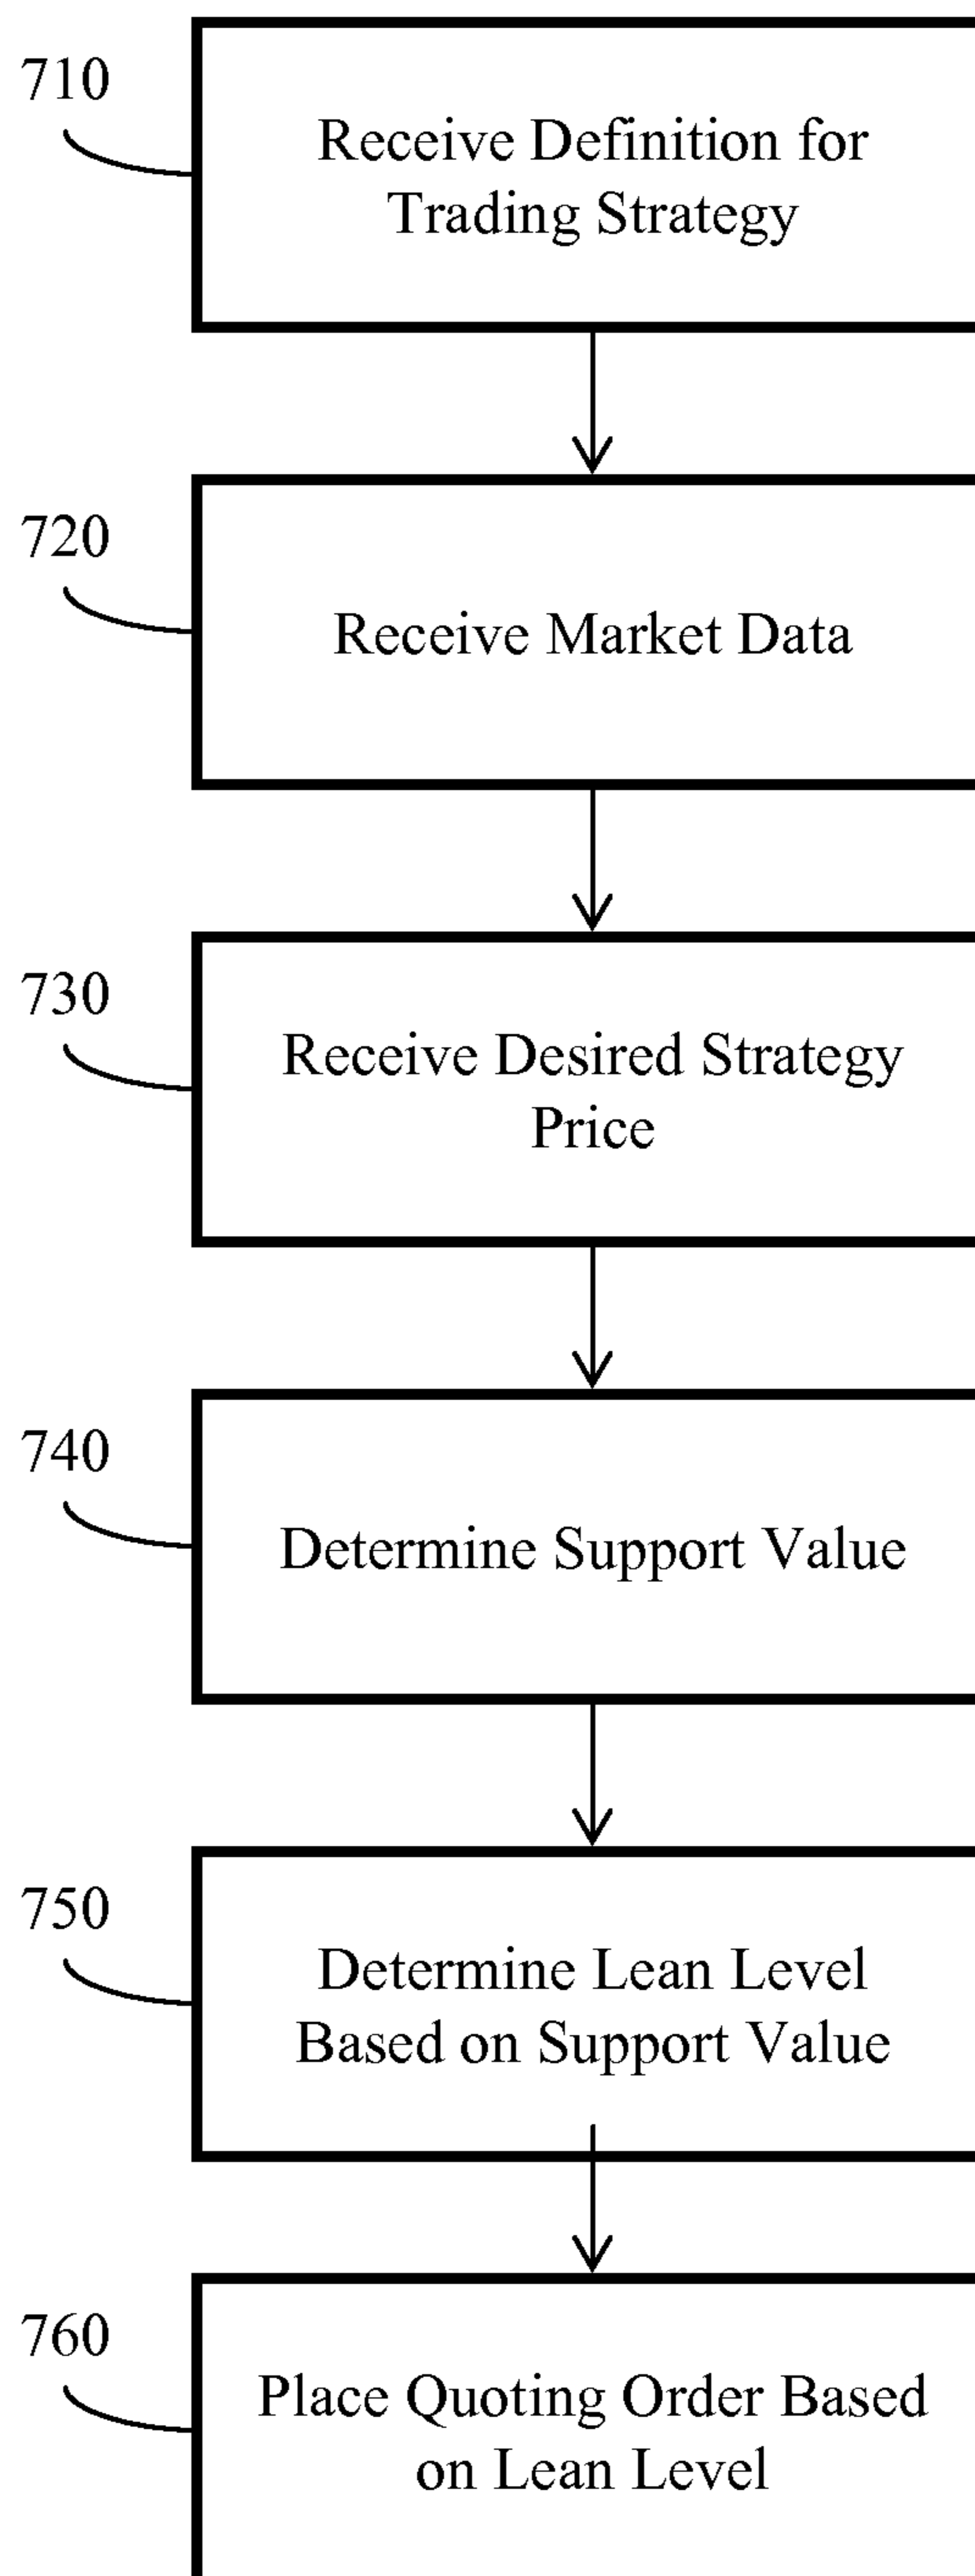 710
Receive Definition for
Trading Strategy
720
Receive Market Data
730
Receive Desired Strategy
Price
740
Determine Support Value
750
Determine Lean Level
Based on Support Value
760
Place Quoting Order Based
on Lean Level